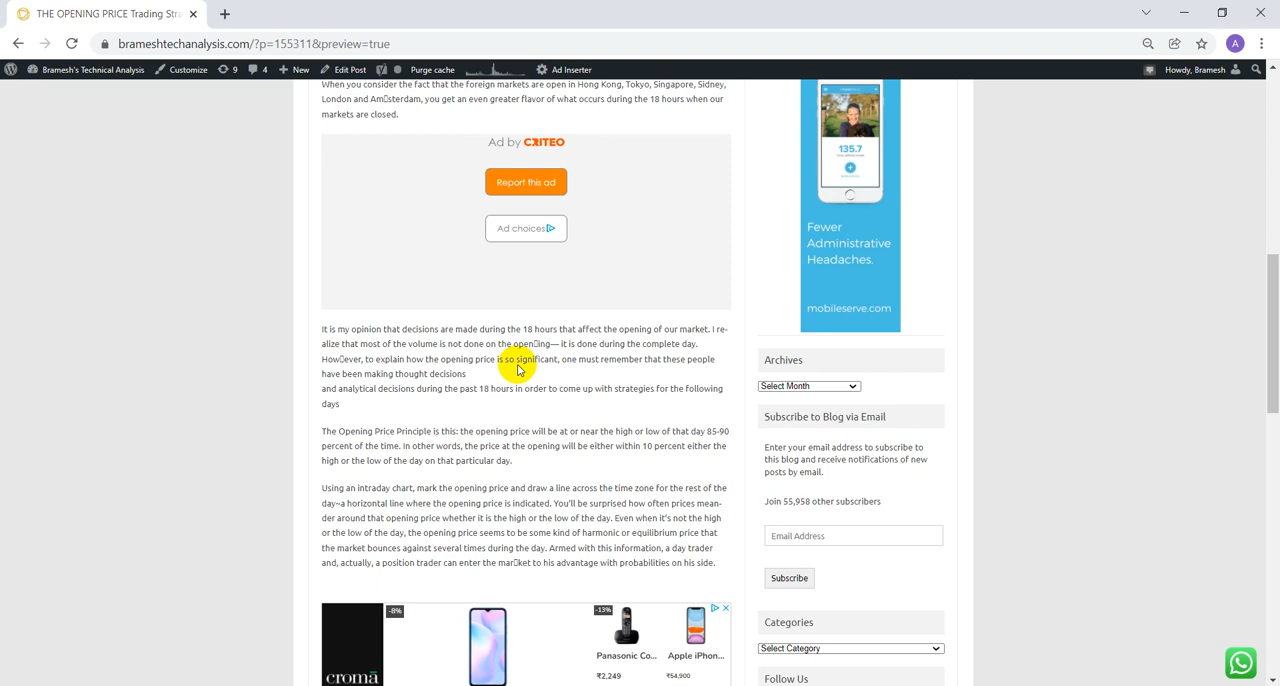 THE OPENING PRICE Trading Stra
brameshtechanalysis.com/?p=155311&preview=true
A
Bramesh's Technical Analysis Customize 9 4 New Edit Post Purge cache Ad Inserter Howdy, Bramesh
When you consider the fact that the foreign markets are open in Hong Kong, Tokyo, Singapore, Sidney,
London and Am▯sterdam, you get an even greater flavor of what occurs during the 18 hours when our
markets are closed.
Ad by CRITEO
Report this ad
Ad choices
It is my opinion that decisions are made during the 18 hours that affect the opening of our market. I re-
alize that most of the volume is not done on the open▯ing— it is done during the complete day.
How▯ever, to explain how the opening price is so significant, one must remember that these people
have been making thought decisions
and analytical decisions during the past 18 hours in order to come up with strategies for the following
days
The Opening Price Principle is this: the opening price will be at or near the high or low of that day 85-90
percent of the time. In other words, the price at the opening will be either within 10 percent either the
high or the low of the day on that particular day.
Using an intraday chart, mark the opening price and draw a line across the time zone for the rest of the
day~a horizontal line where the opening price is indicated. You'll be surprised how often prices mean-
der around that opening price whether it is the high or the low of the day. Even when it's not the high
or the low of the day, the opening price seems to be some kind of harmonic or equilibrium price that
the market bounces against several times during the day. Armed with this information, a day trader
and, actually, a position trader can enter the mar▯ket to his advantage with probabilities on his side.
croma
-8%
-13%
Panasonic Co...
₹2,249
Apple iPhon...
₹54,900
135.7
Fewer
Administrative
Headaches.
mobileserve.com
Archives
Select Month
Subscribe to Blog via Email
Enter your email address to subscribe to
this blog and receive notifications of new
posts by email.
Join 55,958 other subscribers
Email Address
Subscribe
Categories
Select Category
Follow Us